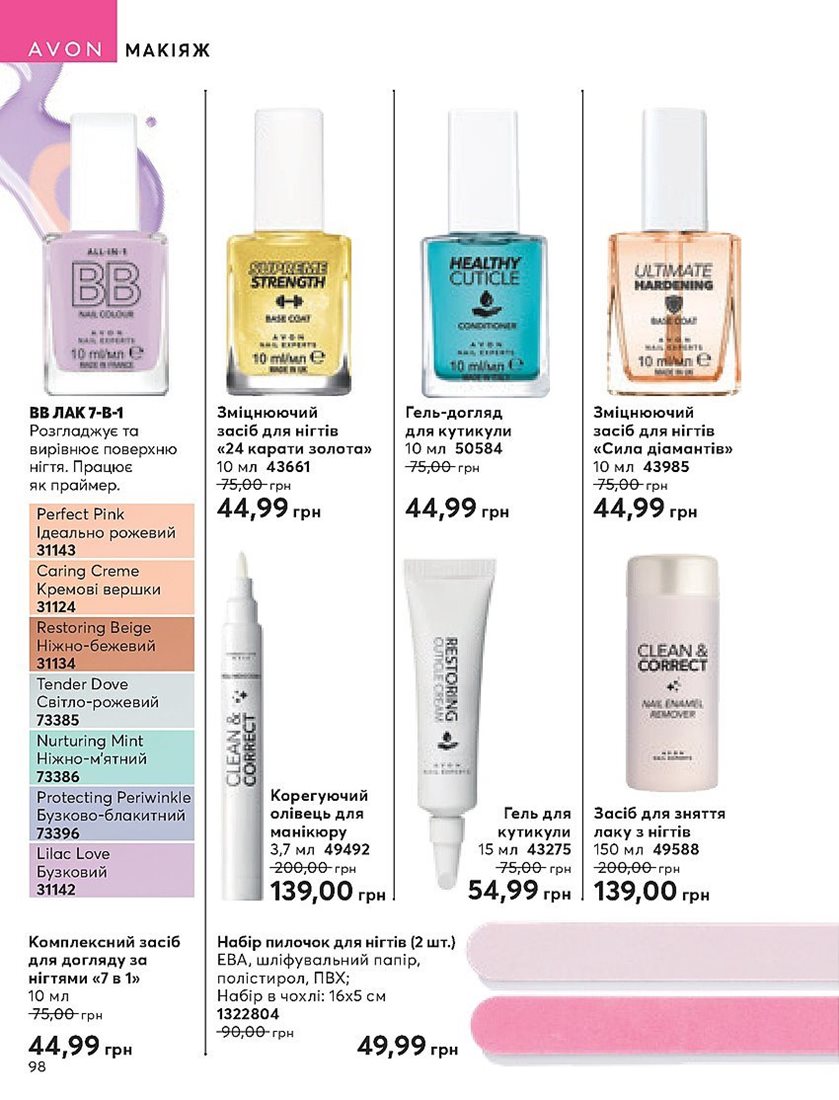 AVON МАКІЯЖ
ALL-IN-1
BB
NAIL COLOUR
AVON
NAIL EXPERTS
10 ml/мл
MADE IN FRANCE
BB ЛАК 7-В-1
Розгладжує та
вирівнює поверхню
нігтя. Працює
як праймер.
Perfect Pink
Ідеально рожевий
31143
Caring Creme
Кремові вершки
31124
Restoring Beige
Ніжно-бежевий
31134
Tender Dove
Світло-рожевий
73385
Nurturing Mint
Ніжно-м'ятний
73386
Protecting Periwinkle
Бузково-блакитний
73396
Lilac Love
Бузковий
31142
Комплексний засіб
для догляду за
нігтями «7 в 1»
10 мл
75,00 грн
44,99 грн
SUPREME
STRENGTH
BASE COAT
AVON
NAIL EXPERTS
10 ml/мл
MADE IN UK
Зміцнюючий
засіб для нігтів
«24 карати золота»
10 мл 43661
75,00 грн
44,99 грн
HEALTHY
CUTICLE
CONDITIONER
AVON
NAIL EXPERTS
10 ml/мл
MADE IN ITALY
Гель-догляд
для кутикули
10 мл 50584
75,00 грн
44,99 грн
ULTIMATE
HARDENING
BASE COAT
AVON
NAIL EXPERTS
10 ml/мл
MADE IN UK
Зміцнюючий
засіб для нігтів
«Сила діамантів»
10 мл 43985
75,00 грн
44,99 грн
CLEAN &
CORRECT
Корегуючий
олівець для
манікюру
3,7 мл 49492
200,00 грн
139,00 грн
RESTORING
CUTICLE CREAM
AVON
NAIL EXPERTS
Гель для
кутикули
15 мл 43275
75,00 грн
54,99 грн
CLEAN &
CORRECT
NAIL ENAMEL
REMOVER
AVON
NAIL EXPERTS
Засіб для зняття
лаку з нігтів
150 мл 49588
200,00 грн
139,00 грн
Набір пилочок для нігтів (2 шт.)
ЕВА, шліфувальний папір,
полістирол, ПВХ;
Набір в чохлі: 16х5 см
1322804
90,00 грн
49,99 грн
98